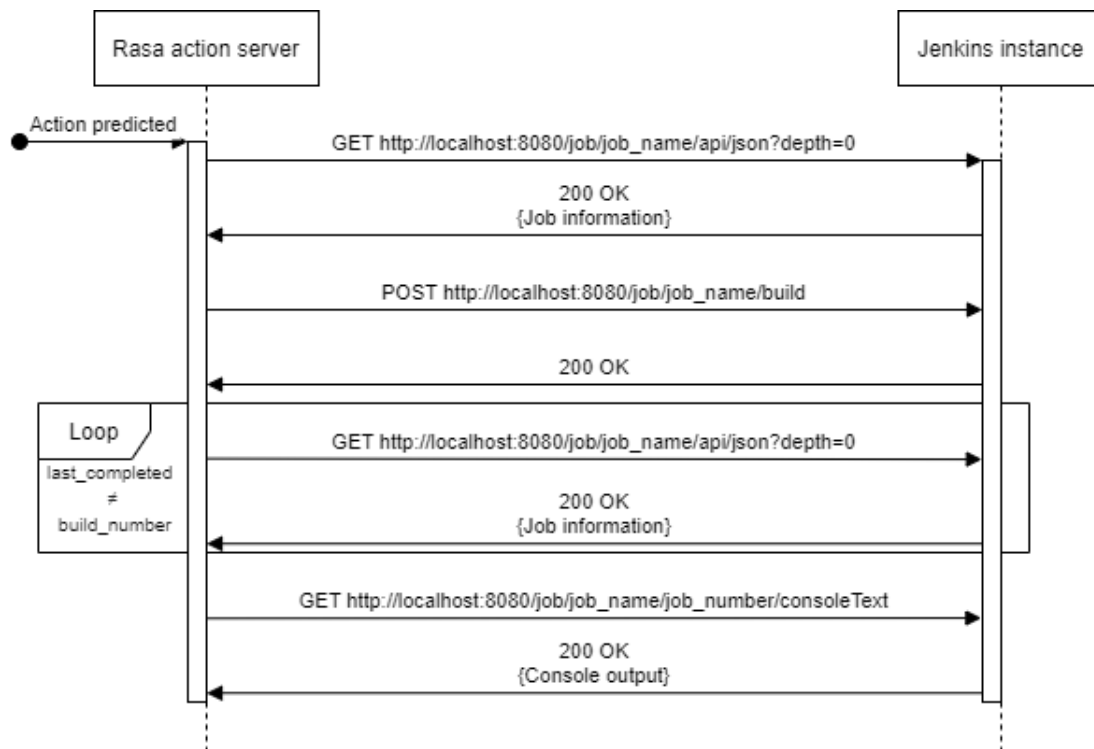 Rasa action server
Jenkins instance
Action predicted
GET http://localhost:8080/job/job_name/api/json?depth=0
200 OK
{Job information}
POST http://localhost:8080/job/job_name/build
200 OK
Loop
last_completed
≠
build_number
GET http://localhost:8080/job/job_name/api/json?depth=0
200 OK
{Job information}
GET http://localhost:8080/job/job_name/job_number/consoleText
200 OK
{Console output}